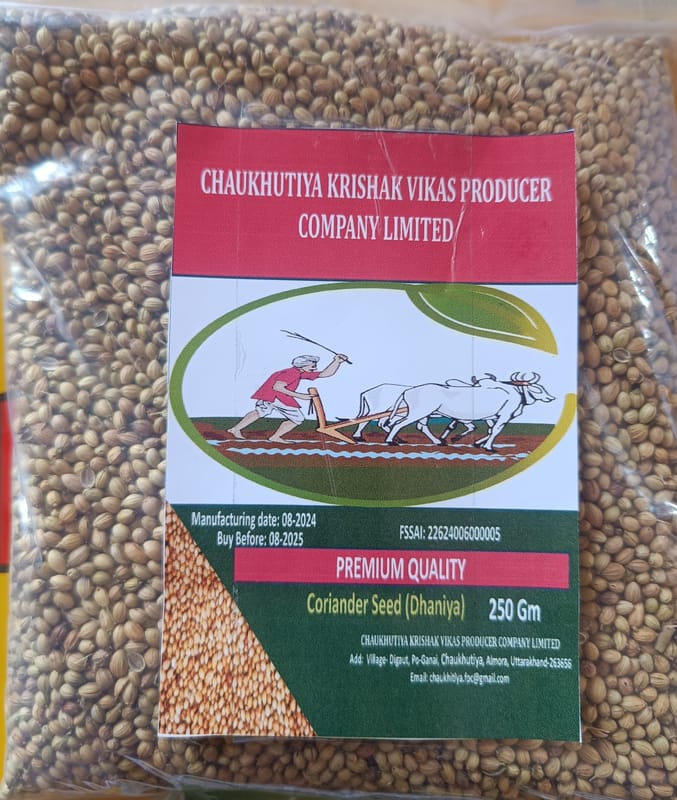 CHAUKHUTIYA KRISHAK VIKAS PRODUCER
COMPANY LIMITED
Manufacturing date: 08-2024
Buy Before: 08-2025
FSSAI: 22624006000005
PREMIUM QUALITY
Coriander Seed (Dhaniya) 250 Gm
CHAUKHUTIYA KRISHAK VIKAS PRODUCER COMPANY LIMITED
Add: Village- Digaut, Po-Ganai, Chaukhutiya, Almora, Uttarakhand-263656
Email: chaukhitiya.fpc@gmail.com